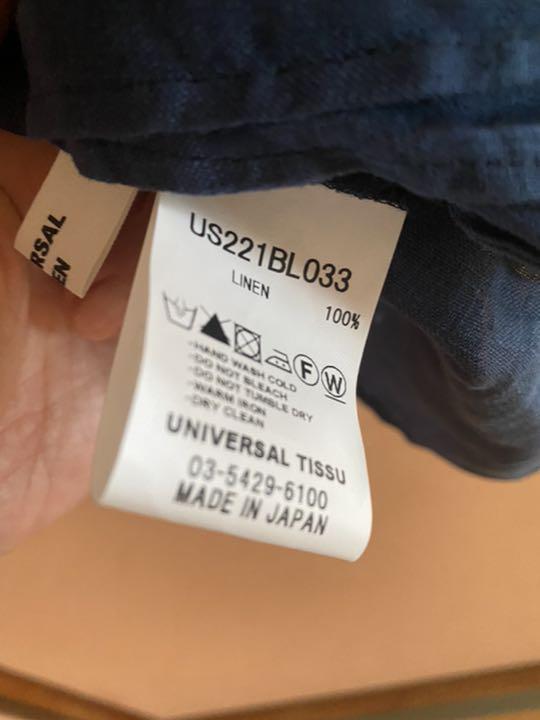 US221BL033
LINEN
100%
F W
-HAND WASH COLD
-DO NOT BLEACH
-DO NOT TUMBLE DRY
-WARM IRON
-DRY CLEAN
UNIVERSAL TISSU
03-5429-6100
MADE IN JAPAN
RSAL
EN